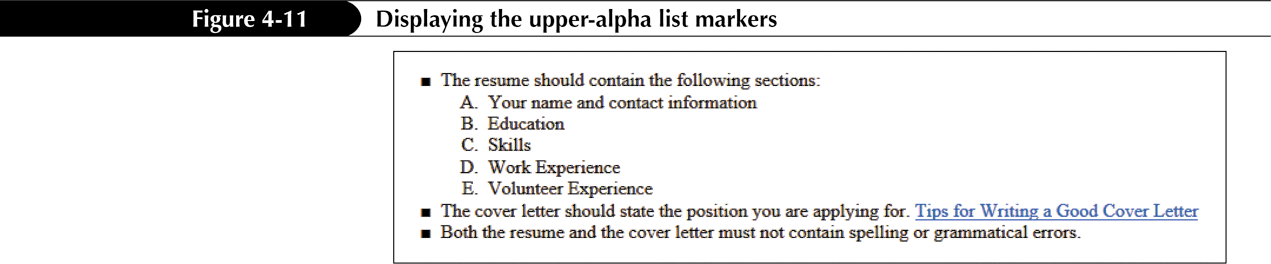 Figure 4-11 Displaying the upper-alpha list markers
■ The resume should contain the following sections:
A. Your name and contact information
B. Education
C. Skills
D. Work Experience
E. Volunteer Experience
■ The cover letter should state the position you are applying for. Tips for Writing a Good Cover Letter
■ Both the resume and the cover letter must not contain spelling or grammatical errors.